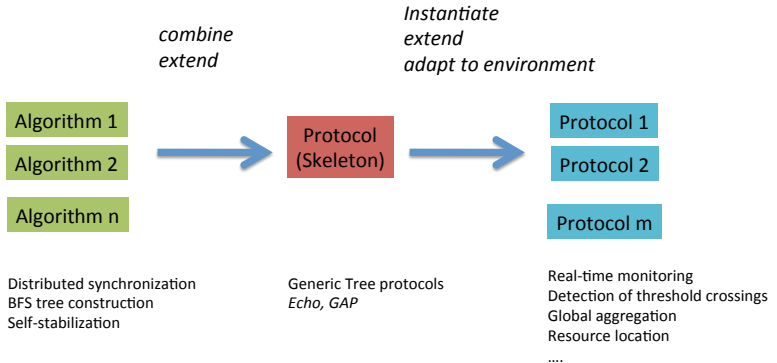 combine
extend
Instantiate
extend
adapt to environment
Algorithm 1
Algorithm 2
Algorithm n
Protocol
(Skeleton)
Protocol 1
Protocol 2
Protocol m
Distributed synchronization
BFS tree construction
Self-stabilization
Generic Tree protocols
Echo, GAP
Real-time monitoring
Detection of threshold crossings
Global aggregation
Resource location
....